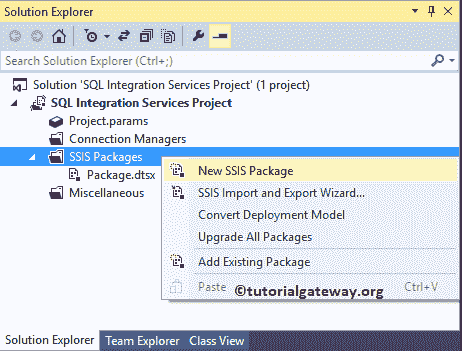 Solution Explorer
Search Solution Explorer (Ctrl+;)
Solution 'SQL Integration Services Project' (1 project)
SQL Integration Services Project
Project.params
Connection Managers
SSIS Packages
Package.dtsx
Miscellaneous
New SSIS Package
SSIS Import and Export Wizard...
Convert Deployment Model
Upgrade All Packages
Add Existing Package
Paste Ctrl+V
©tutorialgateway.org
Solution Explorer Team Explorer Class View